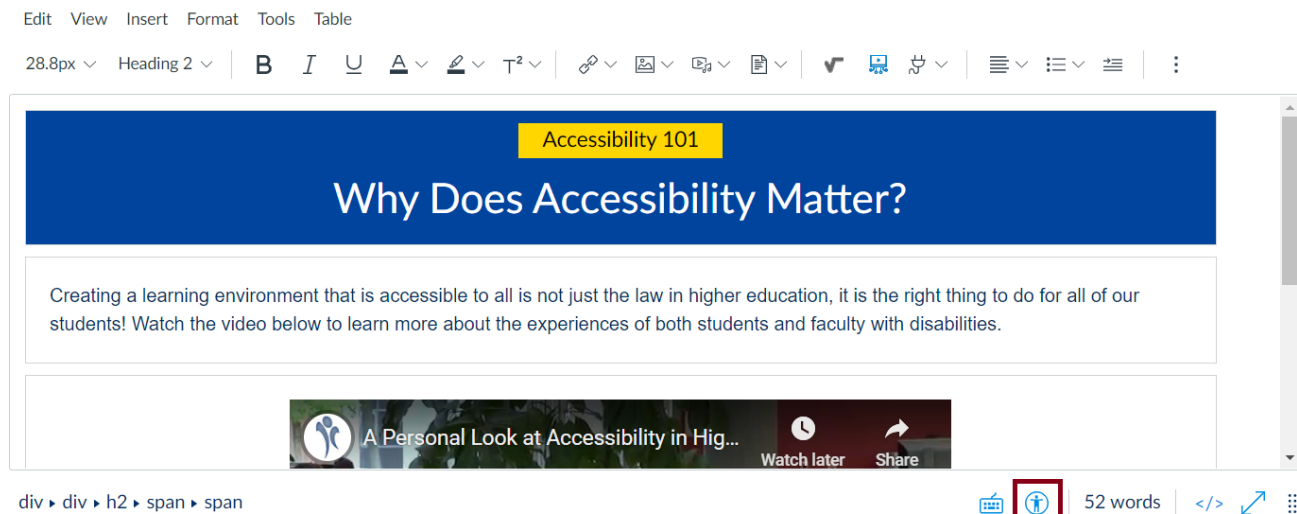 Edit View Insert Format Tools Table
28.8px Heading 2 B I U A T²
Accessibility 101
Why Does Accessibility Matter?
Creating a learning environment that is accessible to all is not just the law in higher education, it is the right thing to do for all of our
students! Watch the video below to learn more about the experiences of both students and faculty with disabilities.
A Personal Look at Accessibility in Hig...
Watch later Share
div ▸ div ▸ h2 ▸ span ▸ span 52 words </>